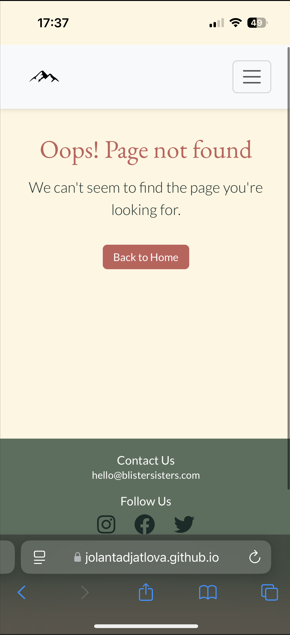 17:37
49
Oops! Page not found
We can't seem to find the page you're
looking for.
Back to Home
Contact Us
hello@blistersisters.com
Follow Us
jolantadjatlova.github.io